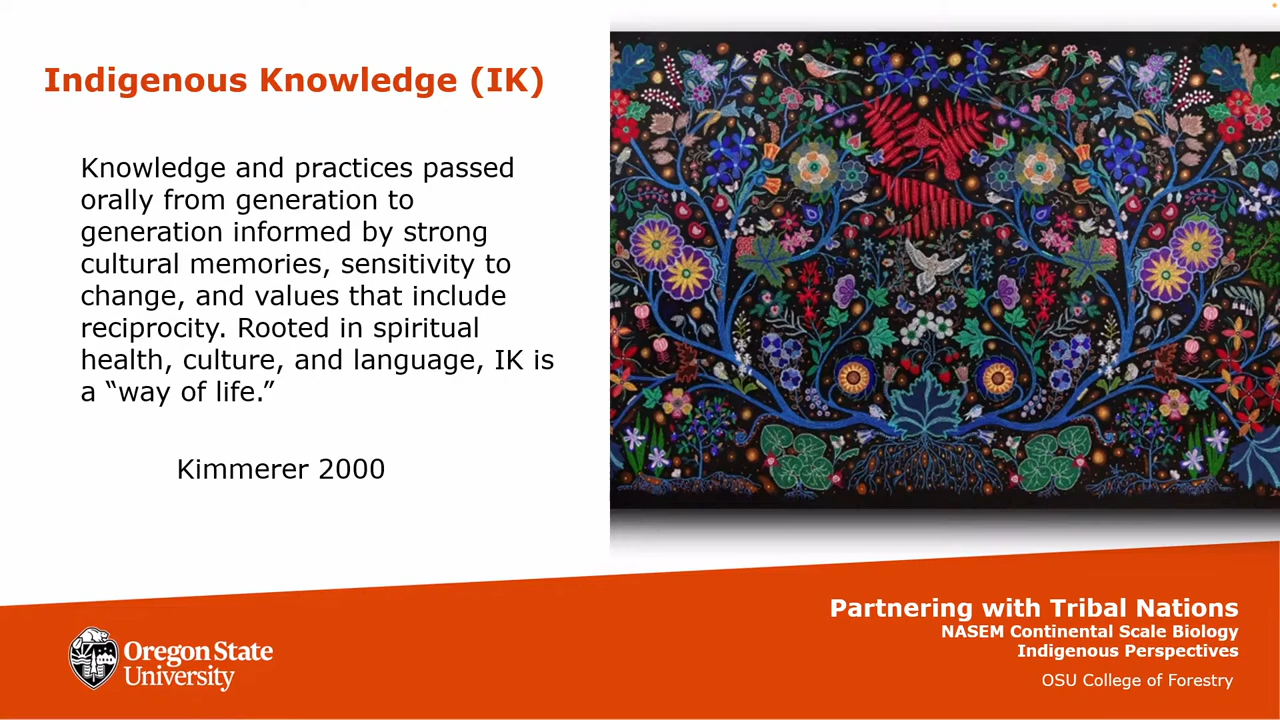 Indigenous Knowledge (IK)
Knowledge and practices passed
orally from generation to
generation informed by strong
cultural memories, sensitivity to
change, and values that include
reciprocity. Rooted in spiritual
health, culture, and language, IK is
a “way of life.”
Kimmerer 2000
Oregon State
University
Partnering with Tribal Nations
NASEM Continental Scale Biology
Indigenous Perspectives
OSU College of Forestry